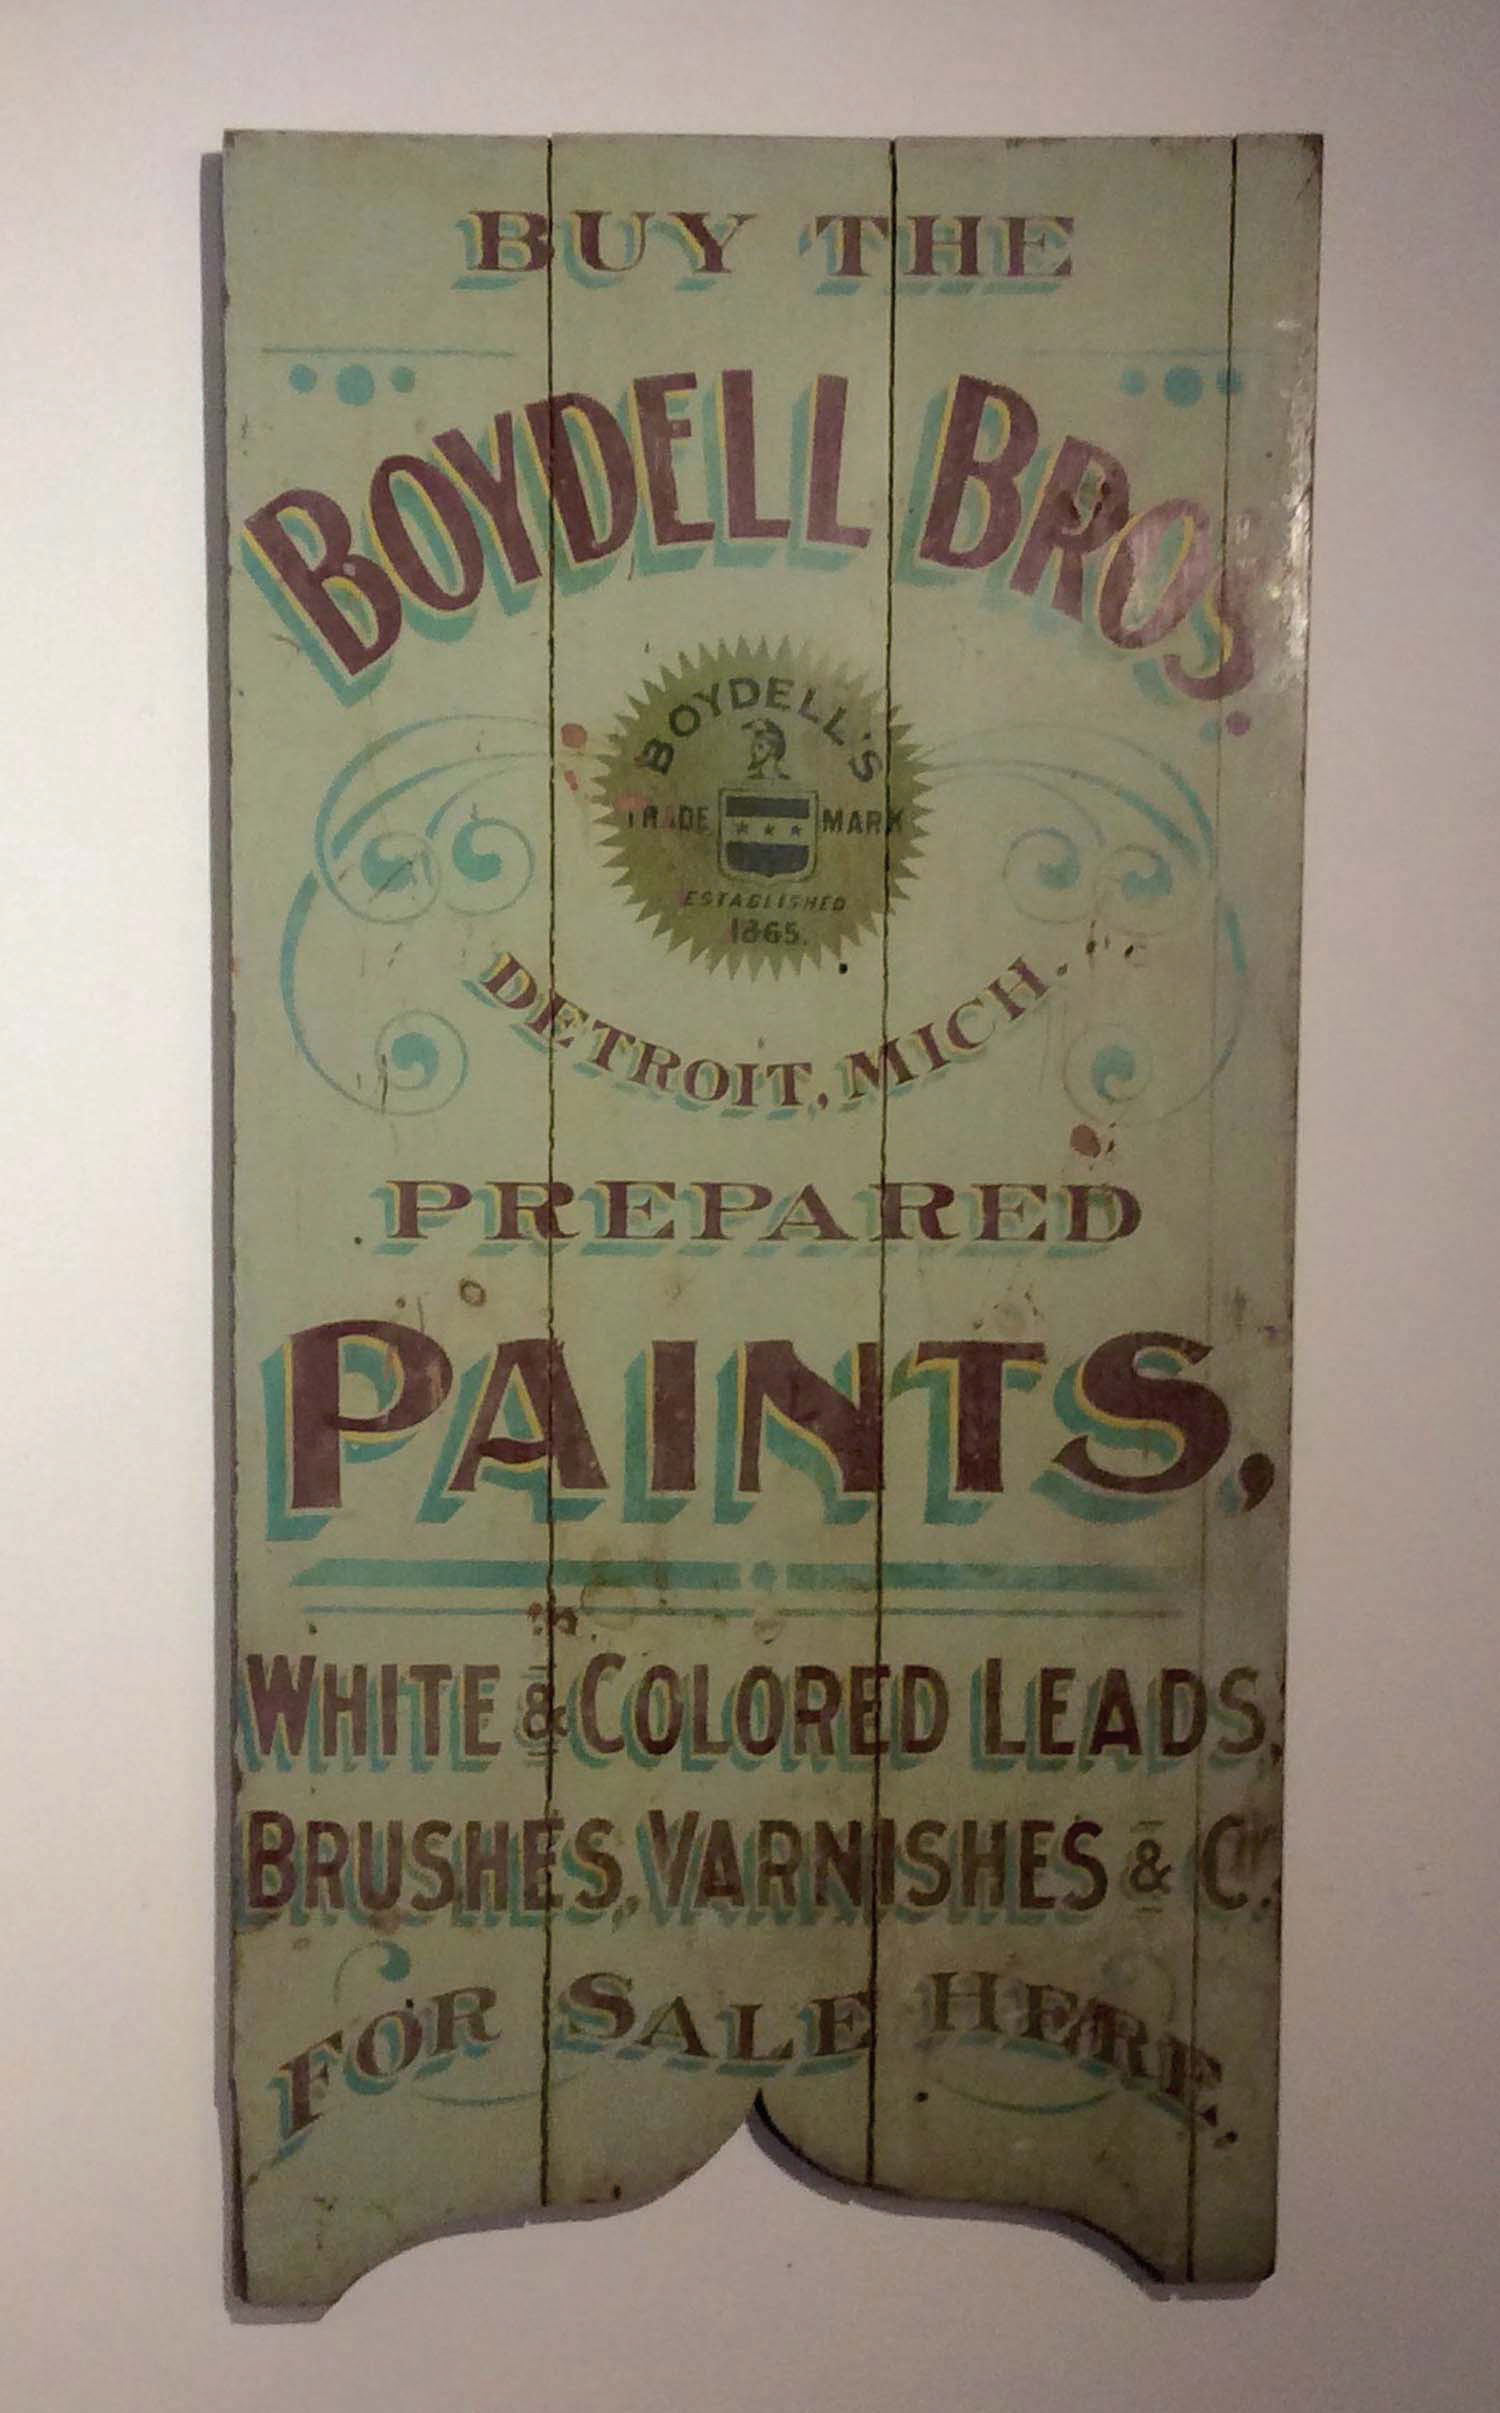 BUY THE
BOYDELL BROS.
BOYDELL'S
TRADE MARK
ESTABLISHED
1865.
DETROIT, MICH.
PREPARED
PAINTS,
WHITE & COLORED LEADS,
BRUSHES, VARNISHES & C.
FOR SALE HERE.